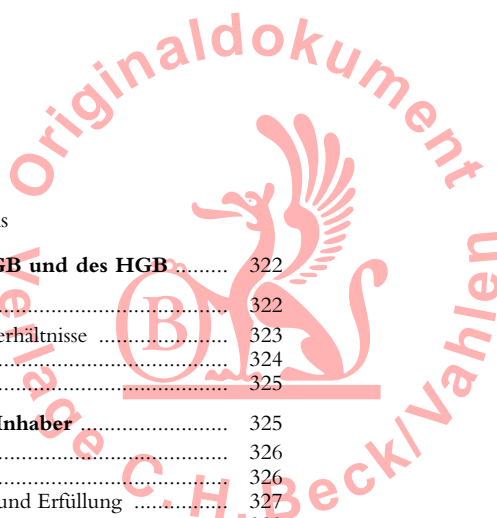 Originaldokument
s
GB und des HGB ......... 322
322
erhältnisse ..................... 323
324
325
Inhaber ........................ 325
326
326
und Erfüllung ............... 327
Verlage C. H. Beck/Vahlen
B